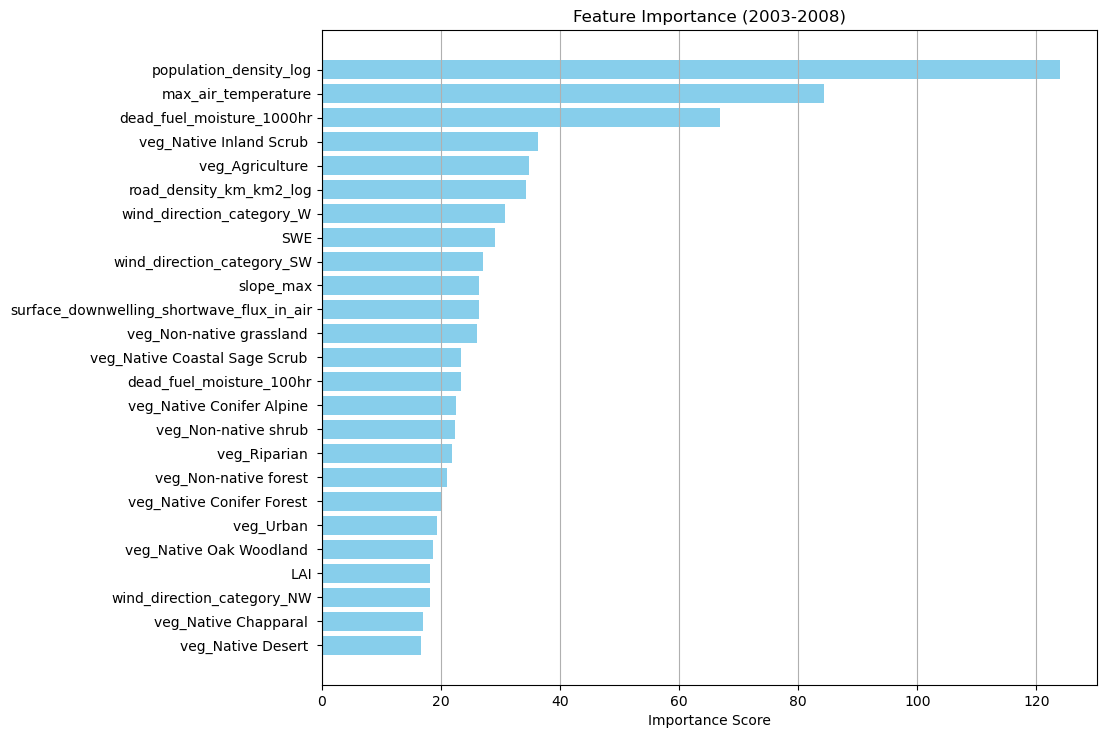 Feature Importance (2003-2008)
population_density_log
max_air_temperature
dead_fuel_moisture_1000hr
veg_Native Inland Scrub
veg_Agriculture
road_density_km_km2_log
wind_direction_category_W
SWE
wind_direction_category_SW
slope_max
surface_downwelling_shortwave_flux_in_air
veg_Non-native grassland
veg_Native Coastal Sage Scrub
dead_fuel_moisture_100hr
veg_Native Conifer Alpine
veg_Non-native shrub
veg_Riparian
veg_Non-native forest
veg_Native Conifer Forest
veg_Urban
veg_Native Oak Woodland
LAI
wind_direction_category_NW
veg_Native Chapparal
veg_Native Desert
0 20 40 60 80 100 120
Importance Score